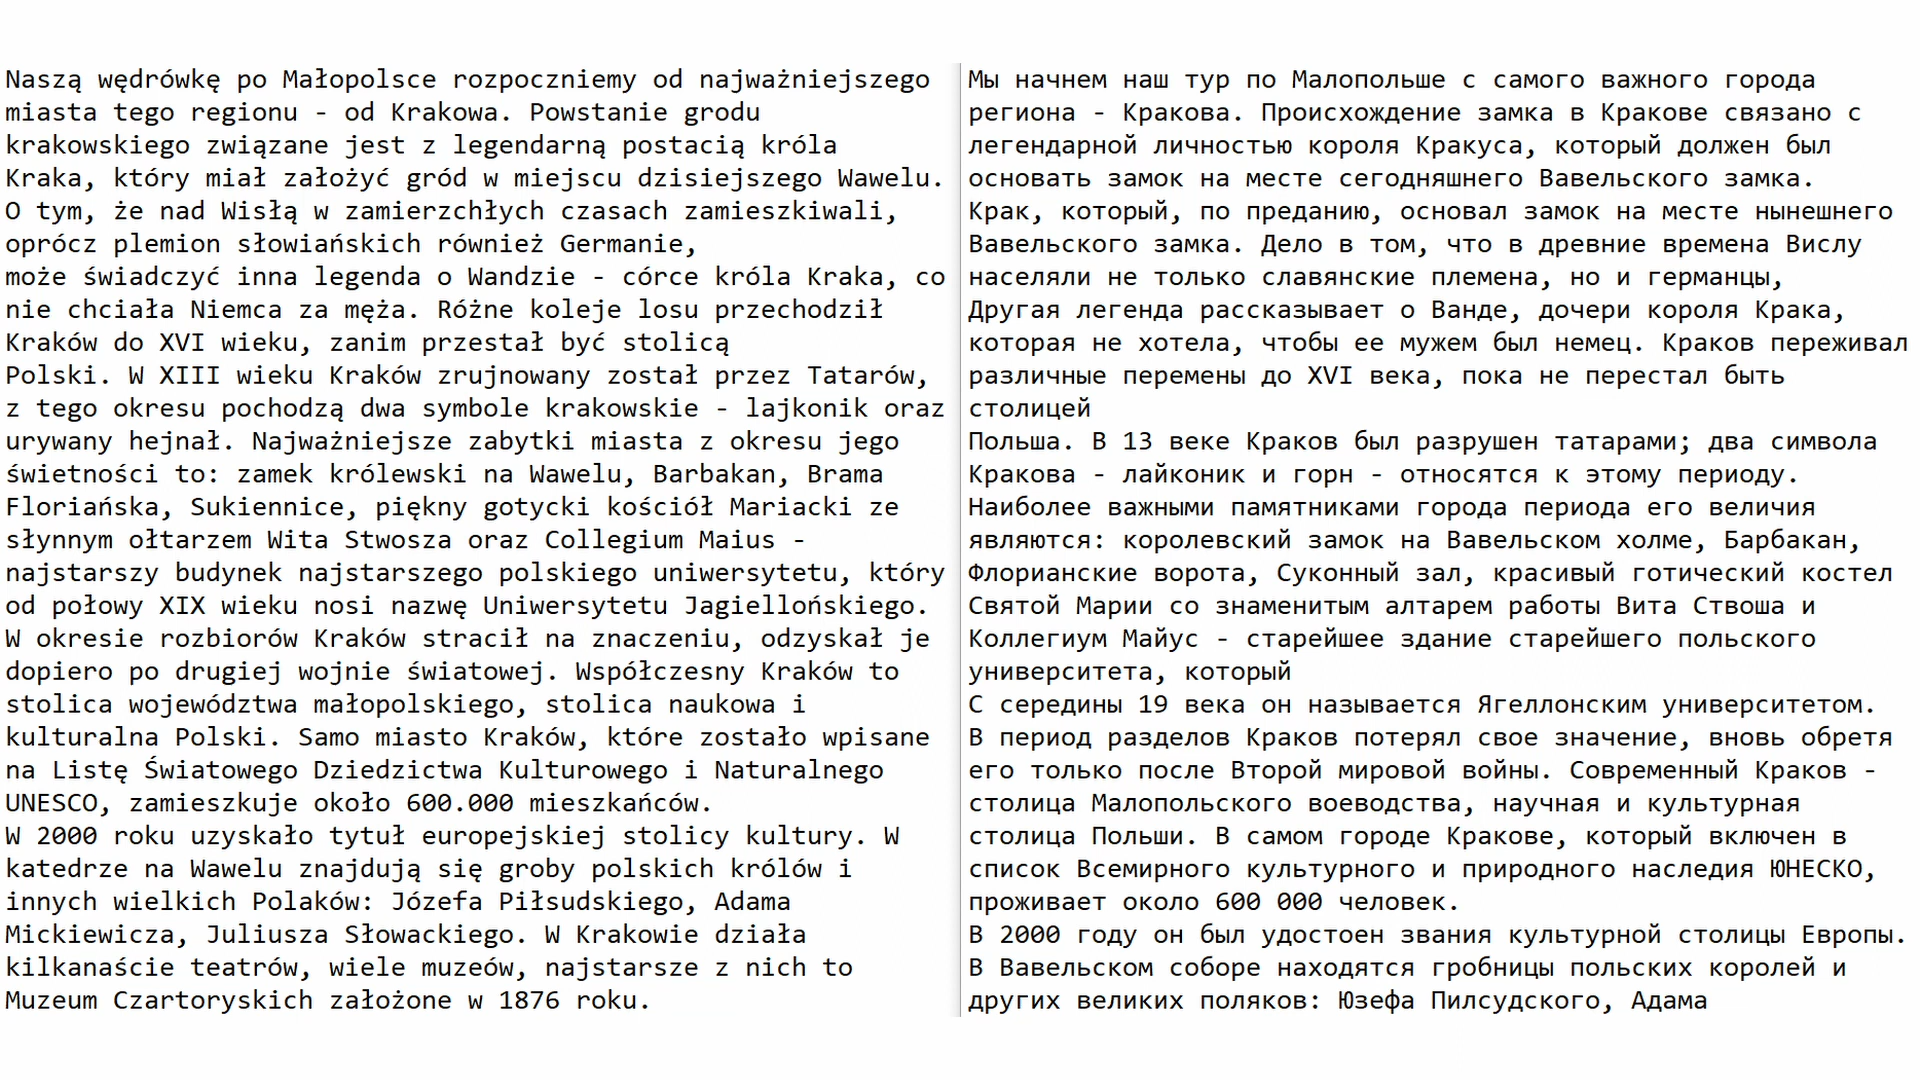 Naszą wędrówkę po Małopolsce rozpoczniemy od najważniejszego
miasta tego regionu - od Krakowa. Powstanie grodu
krakowskiego związane jest z legendarną postacią króla
Kraka, który miał założyć gród w miejscu dzisiejszego Wawelu.
O tym, że nad Wisłą w zamierzchłych czasach zamieszkiwali,
oprócz plemion słowiańskich również Germanie,
może świadczyć inna legenda o Wandzie - córce króla Kraka, co
nie chciała Niemca za męża. Różne koleje losu przechodził
Kraków do XVI wieku, zanim przestał być stolicą
Polski. W XIII wieku Kraków zrujnowany został przez Tatarów,
z tego okresu pochodzą dwa symbole krakowskie - lajkonik oraz
urywany hejnał. Najważniejsze zabytki miasta z okresu jego
świetności to: zamek królewski na Wawelu, Barbakan, Brama
Floriańska, Sukiennice, piękny gotycki kościół Mariacki ze
słynnym ołtarzem Wita Stwosza oraz Collegium Maius -
najstarszy budynek najstarszego polskiego uniwersytetu, który
od połowy XIX wieku nosi nazwę Uniwersytetu Jagiellońskiego.
W okresie rozbiorów Kraków stracił na znaczeniu, odzyskał je
dopiero po drugiej wojnie światowej. Współczesny Kraków to
stolica województwa małopolskiego, stolica naukowa i
kulturalna Polski. Samo miasto Kraków, które zostało wpisane
na Listę Światowego Dziedzictwa Kulturowego i Naturalnego
UNESCO, zamieszkuje około 600.000 mieszkańców.
W 2000 roku uzyskało tytuł europejskiej stolicy kultury. W
katedrze na Wawelu znajdują się groby polskich królów i
innych wielkich Polaków: Józefa Piłsudskiego, Adama
Mickiewicza, Juliusza Słowackiego. W Krakowie działa
kilkanaście teatrów, wiele muzeów, najstarsze z nich to
Muzeum Czartoryskich założone w 1876 roku.
Мы начнем наш тур по Малопольше с самого важного города
региона - Кракова. Происхождение замка в Кракове связано с
легендарной личностью короля Кракуса, который должен был
основать замок на месте сегодняшнего Вавельского замка.
Крак, который, по преданию, основал замок на месте нынешнего
Вавельского замка. Дело в том, что в древние времена Вислу
населяли не только славянские племена, но и германцы,
Другая легенда рассказывает о Ванде, дочери короля Крака,
которая не хотела, чтобы ее мужем был немец. Краков переживал
различные перемены до XVI века, пока не перестал быть
столицей
Польша. В 13 веке Краков был разрушен татарами; два символа
Кракова - лайконик и горн - относятся к этому периоду.
Наиболее важными памятниками города периода его величия
являются: королевский замок на Вавельском холме, Барбакан,
Флорианские ворота, Суконный зал, красивый готический костел
Святой Марии со знаменитым алтарем работы Вита Ствоша и
Коллегиум Майус - старейшее здание старейшего польского
университета, который
С середины 19 века он называется Ягеллонским университетом.
В период разделов Краков потерял свое значение, вновь обретя
его только после Второй мировой войны. Современный Краков -
столица Малопольского воеводства, научная и культурная
столица Польши. В самом городе Кракове, который включен в
список Всемирного культурного и природного наследия ЮНЕСКО,
проживает около 600 000 человек.
В 2000 году он был удостоен звания культурной столицы Европы.
В Вавельском соборе находятся гробницы польских королей и
других великих поляков: Юзефа Пилсудского, Адама